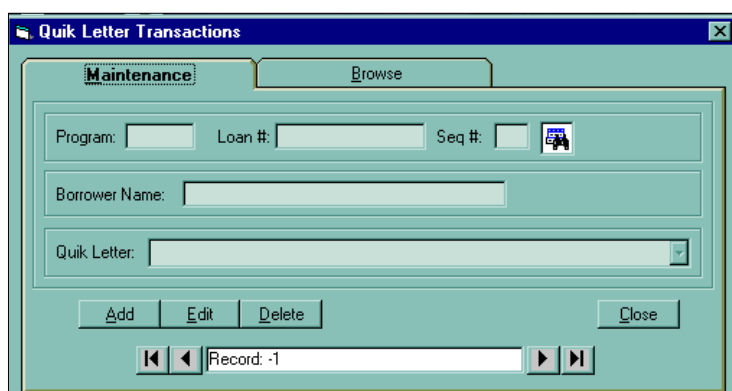 Quik Letter Transactions
Maintenance Browse
Program: Loan #: Seq #:
Borrower Name:
Quik Letter:
Add Edit Delete Close
Record: -1